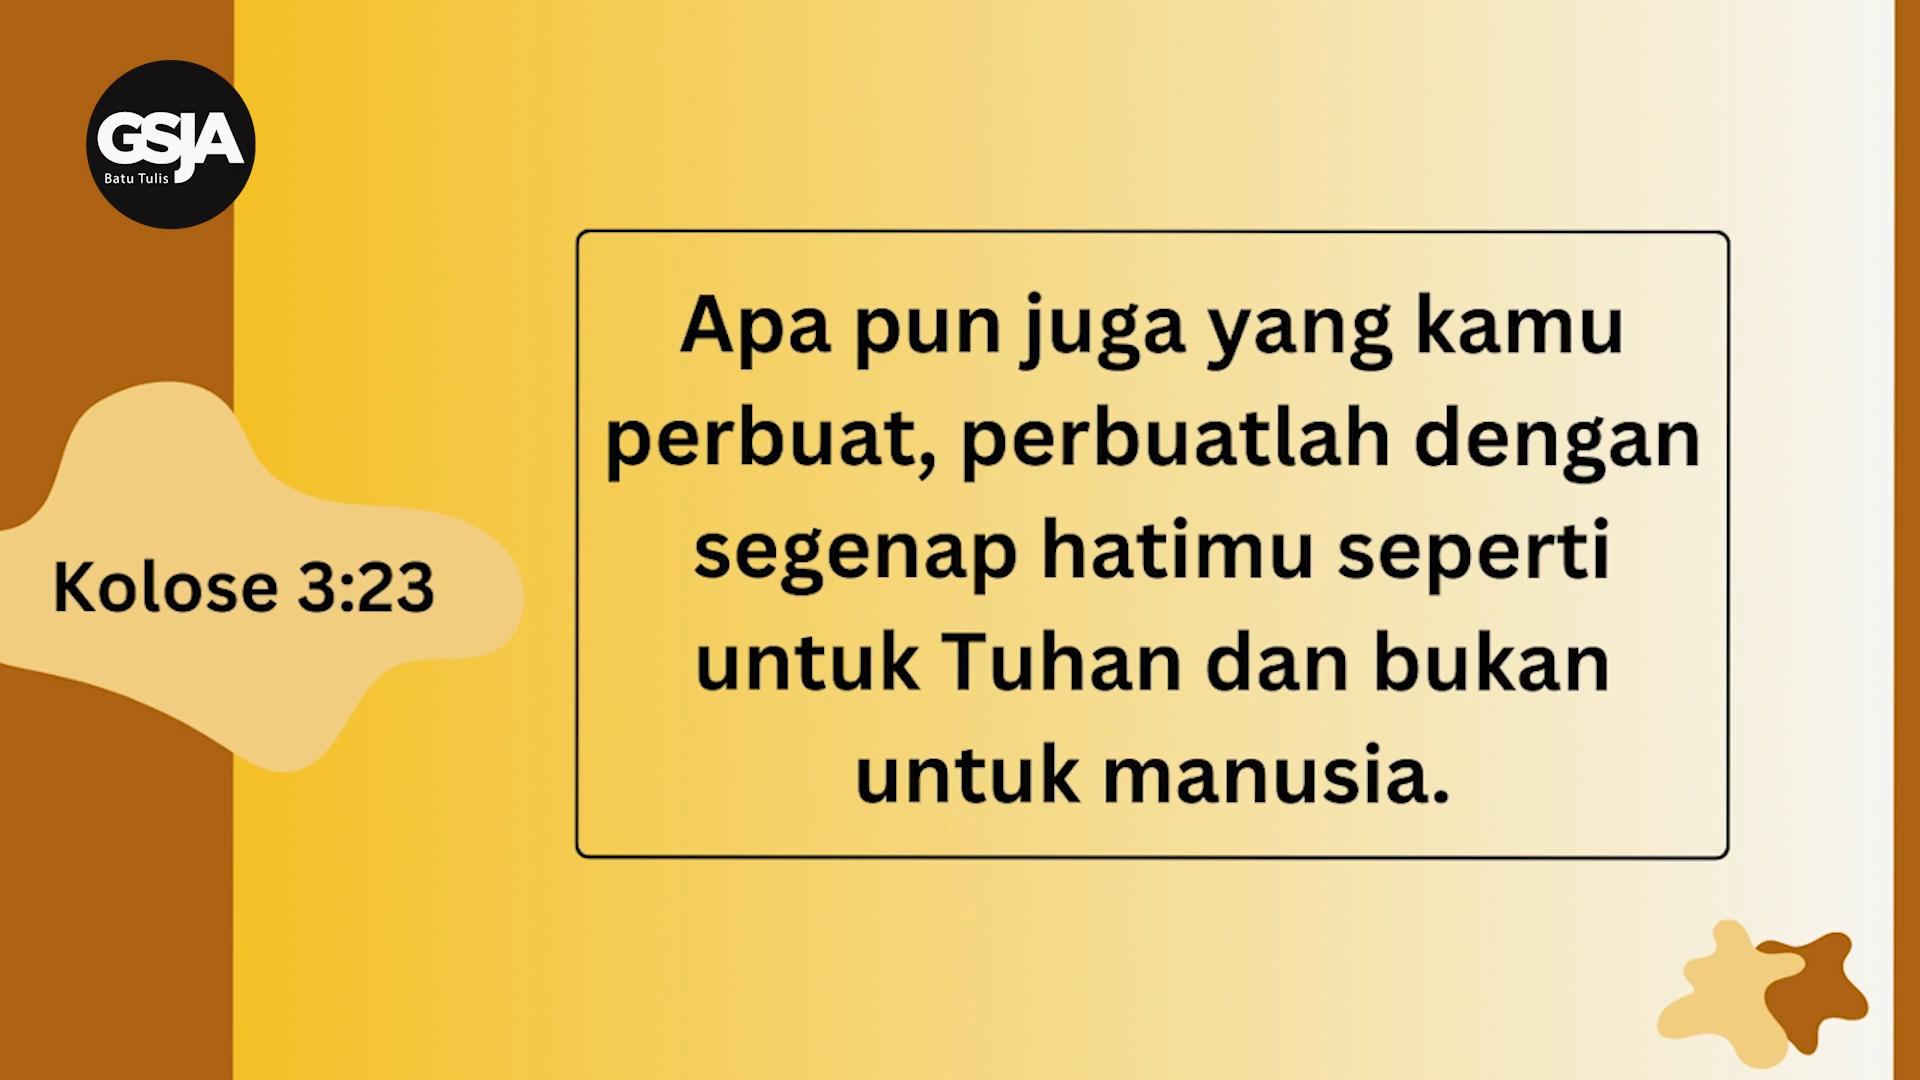 GSJA
Batu Tulis
Kolose 3:23
Apa pun juga yang kamu
perbuat, perbuatlah dengan
segenap hatimu seperti
untuk Tuhan dan bukan
untuk manusia.